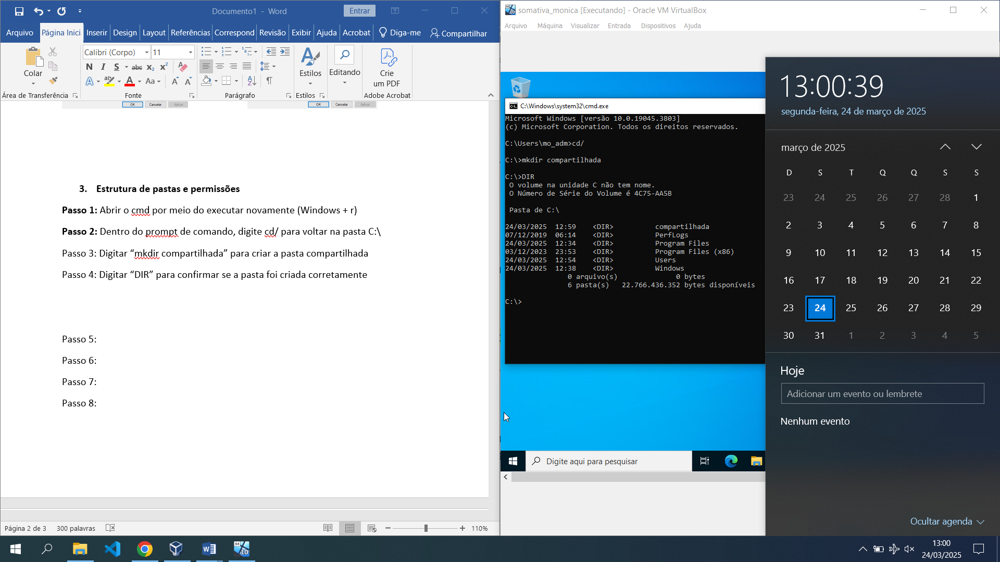 Documento1 - Word
Entrar
Arquivo
Página Inici
Inserir
Design
Layout
Referências
Correspond
Revisão
Exibir
Ajuda
Acrobat
Diga-me
Compartilhar
Colar
Calibri (Corpo)
11
N I S abc x₂ x²
A aby A Aa A A
Estilos
Editando
Crie
um PDF
Área de Transferência
Fonte
Parágrafo
Estilos
Adobe Acrobat
OK Cancelar Aplicar
OK Cancelar Aplicar
3. Estrutura de pastas e permissões
Passo 1: Abrir o cmd por meio do executar novamente (Windows + r)
Passo 2: Dentro do prompt de comando, digite cd/ para voltar na pasta C:\
Passo 3: Digitar “mkdir compartilhada” para criar a pasta compartilhada
Passo 4: Digitar “DIR” para confirmar se a pasta foi criada corretamente
Passo 5:
Passo 6:
Passo 7:
Passo 8:
Página 2 de 3
300 palavras
110%
somativa_monica [Executando] - Oracle VM VirtualBox
Arquivo Máquina Visualizar Entrada Dispositivos Ajuda
C:\Windows\system32\cmd.exe
Microsoft Windows [versão 10.0.19045.3803]
(c) Microsoft Corporation. Todos os direitos reservados.
C:\Users\mo_adm>cd/
C:\>mkdir compartilhada
C:\>DIR
O volume na unidade C não tem nome.
O Número de Série do Volume é 4C75-AA5B
Pasta de C:\
24/03/2025 12:59 <DIR> compartilhada
07/12/2019 06:14 <DIR> PerfLogs
24/03/2025 12:34 <DIR> Program Files
03/12/2023 23:53 <DIR> Program Files (x86)
24/03/2025 12:54 <DIR> Users
24/03/2025 12:38 <DIR> Windows
0 arquivo(s) 0 bytes
6 pasta(s) 22.766.436.352 bytes disponíveis
C:\>
Digite aqui para pesquisar
13:00:39
segunda-feira, 24 de março de 2025
março de 2025
D S T Q Q S S
23 24 25 26 27 28 1
2 3 4 5 6 7 8
9 10 11 12 13 14 15
16 17 18 19 20 21 22
23 24 25 26 27 28 29
30 31 1 2 3 4 5
Hoje
Adicionar um evento ou lembrete
Nenhum evento
Ocultar agenda
64
10
13:00
24/03/2025